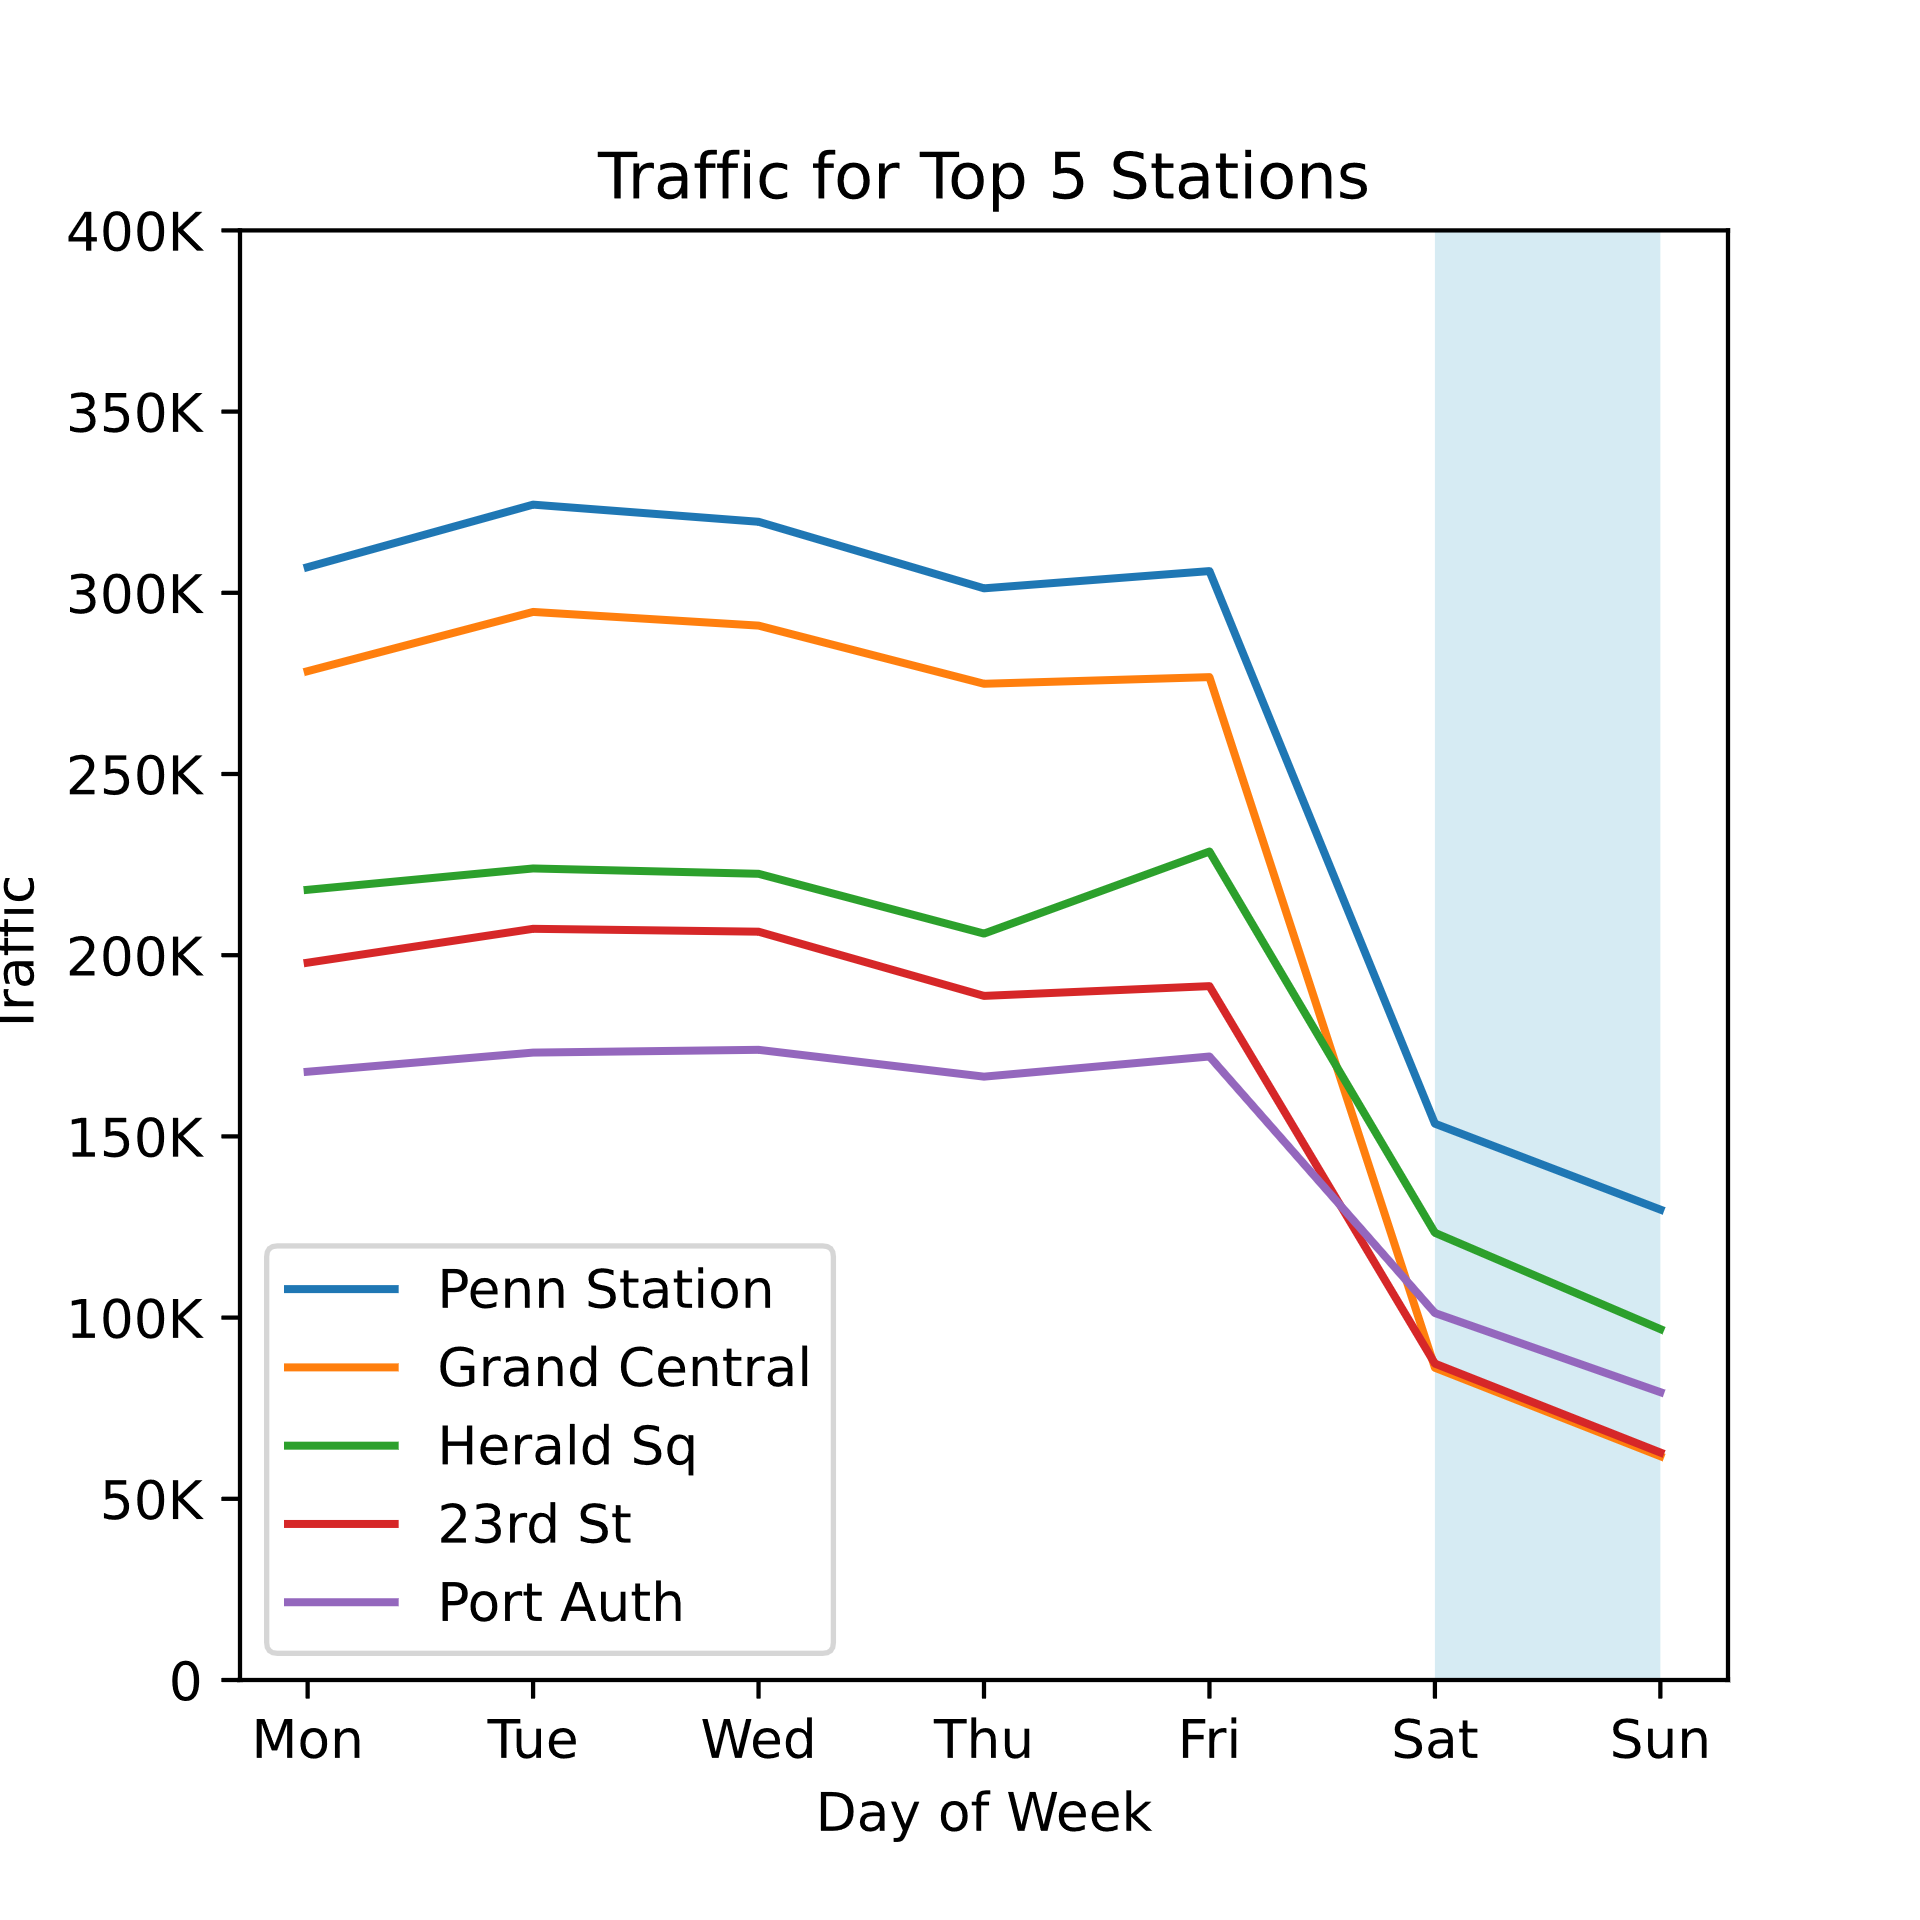 Traffic for Top 5 Stations
400K
350K
300K
250K
200K
150K
100K
50K
0
Traffic
Penn Station
Grand Central
Herald Sq
23rd St
Port Auth
Mon Tue Wed Thu Fri Sat Sun
Day of Week